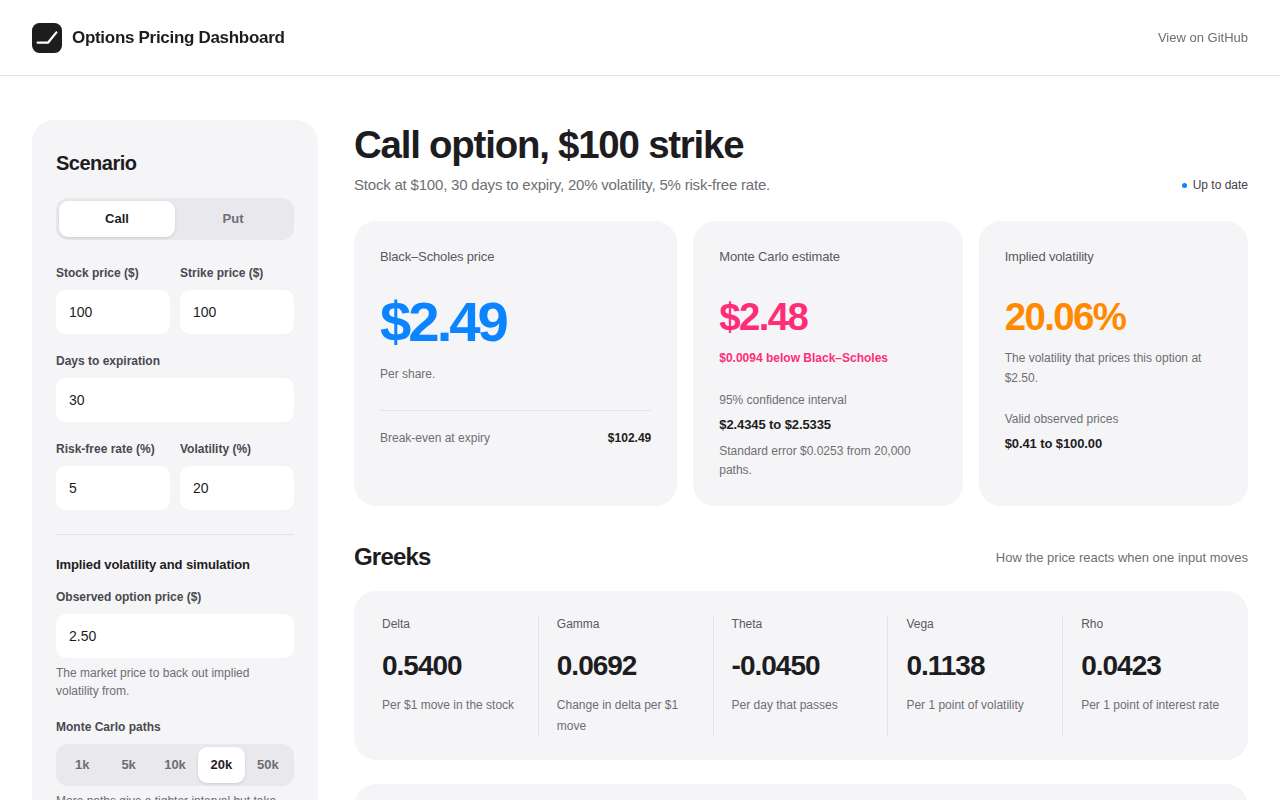 Options Pricing Dashboard
View on GitHub
Scenario
Call
Put
Stock price ($)
Strike price ($)
100
100
Days to expiration
30
Risk-free rate (%)
Volatility (%)
5
20
Implied volatility and simulation
Observed option price ($)
2.50
The market price to back out implied
volatility from.
Monte Carlo paths
1k
5k
10k
20k
50k
More paths give a tighter interval but take
Call option, $100 strike
Stock at $100, 30 days to expiry, 20% volatility, 5% risk-free rate.
Up to date
Black–Scholes price
$2.49
Per share.
Break-even at expiry
$102.49
Monte Carlo estimate
$2.48
$0.0094 below Black–Scholes
95% confidence interval
$2.4345 to $2.5335
Standard error $0.0253 from 20,000
paths.
Implied volatility
20.06%
The volatility that prices this option at
$2.50.
Valid observed prices
$0.41 to $100.00
Greeks
How the price reacts when one input moves
Delta
0.5400
Per $1 move in the stock
Gamma
0.0692
Change in delta per $1
move
Theta
-0.0450
Per day that passes
Vega
0.1138
Per 1 point of volatility
Rho
0.0423
Per 1 point of interest rate